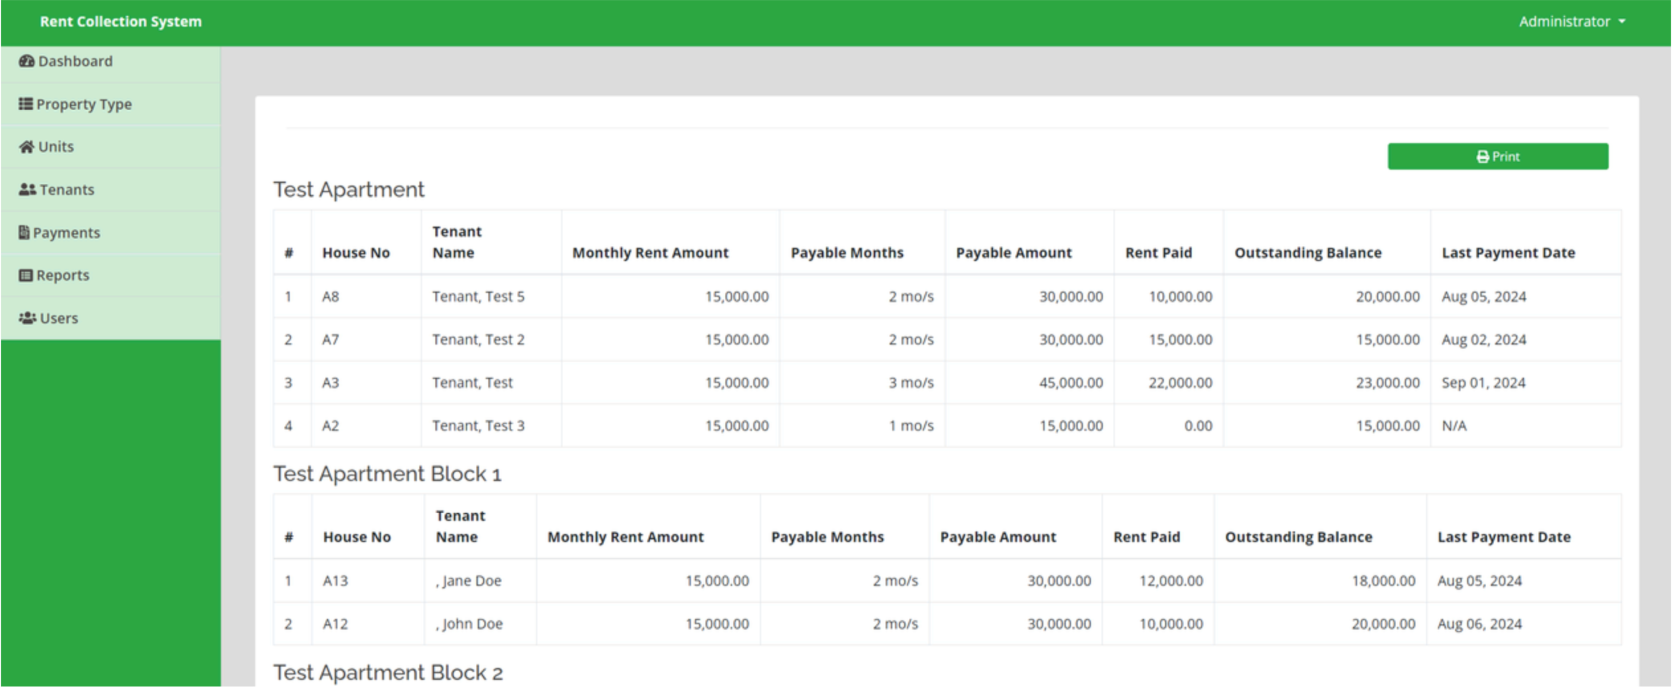 Rent Collection System
Administrator
Dashboard
Property Type
Units
Tenants
Payments
Reports
Users
Print
Test Apartment
# House No Tenant Name Monthly Rent Amount Payable Months Payable Amount Rent Paid Outstanding Balance Last Payment Date
1 A8 Tenant, Test 5 15,000.00 2 mo/s 30,000.00 10,000.00 20,000.00 Aug 05, 2024
2 A7 Tenant, Test 2 15,000.00 2 mo/s 30,000.00 15,000.00 15,000.00 Aug 02, 2024
3 A3 Tenant, Test 15,000.00 3 mo/s 45,000.00 22,000.00 23,000.00 Sep 01, 2024
4 A2 Tenant, Test 3 15,000.00 1 mo/s 15,000.00 0.00 15,000.00 N/A
Test Apartment Block 1
# House No Tenant Name Monthly Rent Amount Payable Months Payable Amount Rent Paid Outstanding Balance Last Payment Date
1 A13 , Jane Doe 15,000.00 2 mo/s 30,000.00 12,000.00 18,000.00 Aug 05, 2024
2 A12 , John Doe 15,000.00 2 mo/s 30,000.00 10,000.00 20,000.00 Aug 06, 2024
Test Apartment Block 2